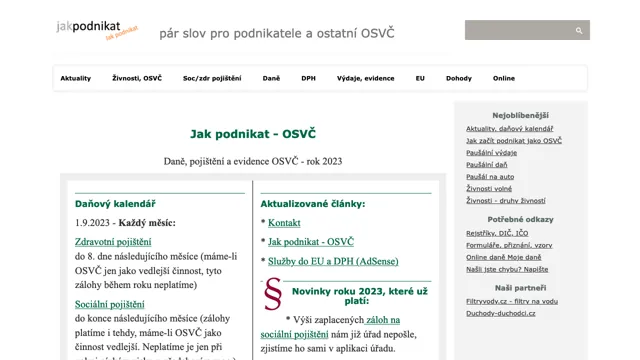 jakpodnikat
jak podnikat
pár slov pro podnikatele a ostatní OSVČ
Aktuality Živnosti, OSVČ Soc/zdr pojištění Daně DPH Výdaje, evidence EU Dohody Online
Jak podnikat - OSVČ
Daně, pojištění a evidence OSVČ - rok 2023
Daňový kalendář
1.9.2023 - Každý měsíc:
Zdravotní pojištění
do 8. dne následujícího měsíce (máme-li
OSVČ jen jako vedlejší činnost, tyto
zálohy během roku neplatíme)
Sociální pojištění
do konce následujícího měsíce (zálohy
platíme i tehdy, máme-li OSVČ jako
činnost vedlejší. Neplatíme je jen při
Aktualizované články:
* Kontakt
* Jak podnikat - OSVČ
* Služby do EU a DPH (AdSense)
§
Novinky roku 2023, které už
platí:
* Výši zaplacených záloh na
sociální pojištění nám již úřad nepošle,
zjistíme ho sami v aplikaci úřadu.
Nejoblíbenější
Aktuality, daňový kalendář
Jak začít podnikat jako OSVČ
Paušální výdaje
Paušální daň
Paušál na auto
Živnosti volné
Živnosti - druhy živností
Potřebné odkazy
Rejstříky, DIČ, IČO
Formuláře, přiznání, vzory
Online daně Moje daně
Našli jste chybu? Napište
Naši partneři
Filtryvody.cz - filtry na vodu
Duchody-duchodci.cz